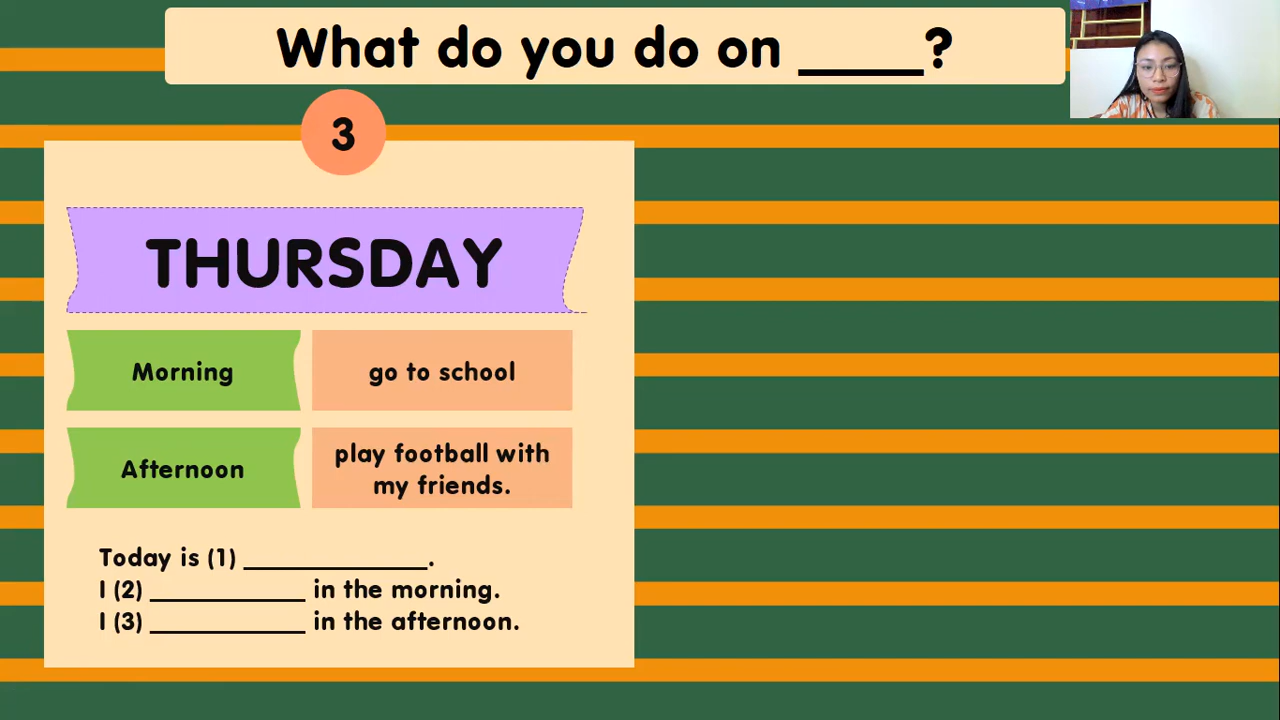 What do you do on ____?
3
THURSDAY
Morning
go to school
Afternoon
play football with
my friends.
Today is (1) ______________.
I (2) ____________ in the morning.
I (3) ____________ in the afternoon.